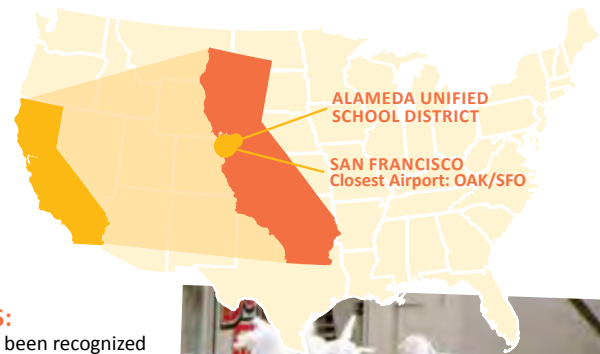 ALAMEDA UNIFIED
SCHOOL DISTRICT
SAN FRANCISCO
Closest Airport: OAK/SFO
S:
been recognized